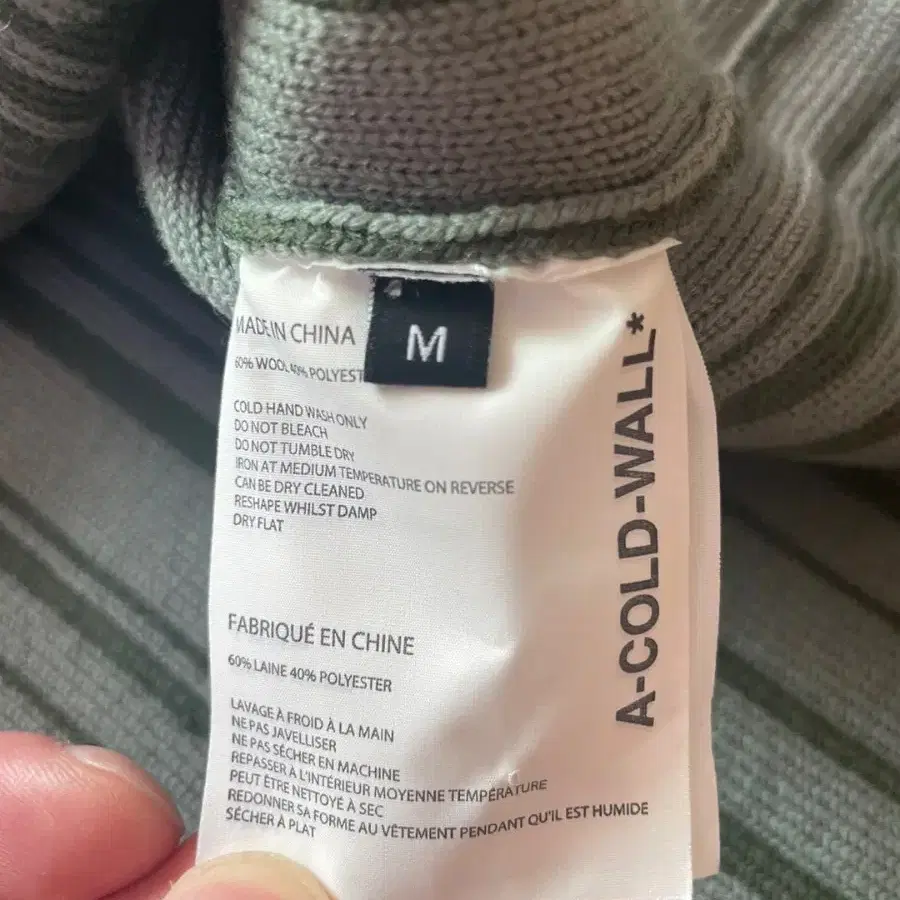 M
MADE IN CHINA
60% WOOL 40% POLYEST
COLD HAND WASH ONLY
DO NOT BLEACH
DO NOT TUMBLE DRY
IRON AT MEDIUM TEMPERATURE ON REVERSE
CAN BE DRY CLEANED
RESHAPE WHILST DAMP
DRY FLAT
FABRIQUÉ EN CHINE
60% LAINE 40% POLYESTER
LAVAGE À FROID À LA MAIN
NE PAS JAVELLISER
NE PAS SÉCHER EN MACHINE
REPASSER À L'INTÉRIEUR MOYENNE TEMPÉRATURE
PEUT ÊTRE NETTOYÉ À SEC
REDONNER SA FORME AU VÊTEMENT PENDANT QU'IL EST HUMIDE
SÉCHER À PLAT
A-COLD-WALL*